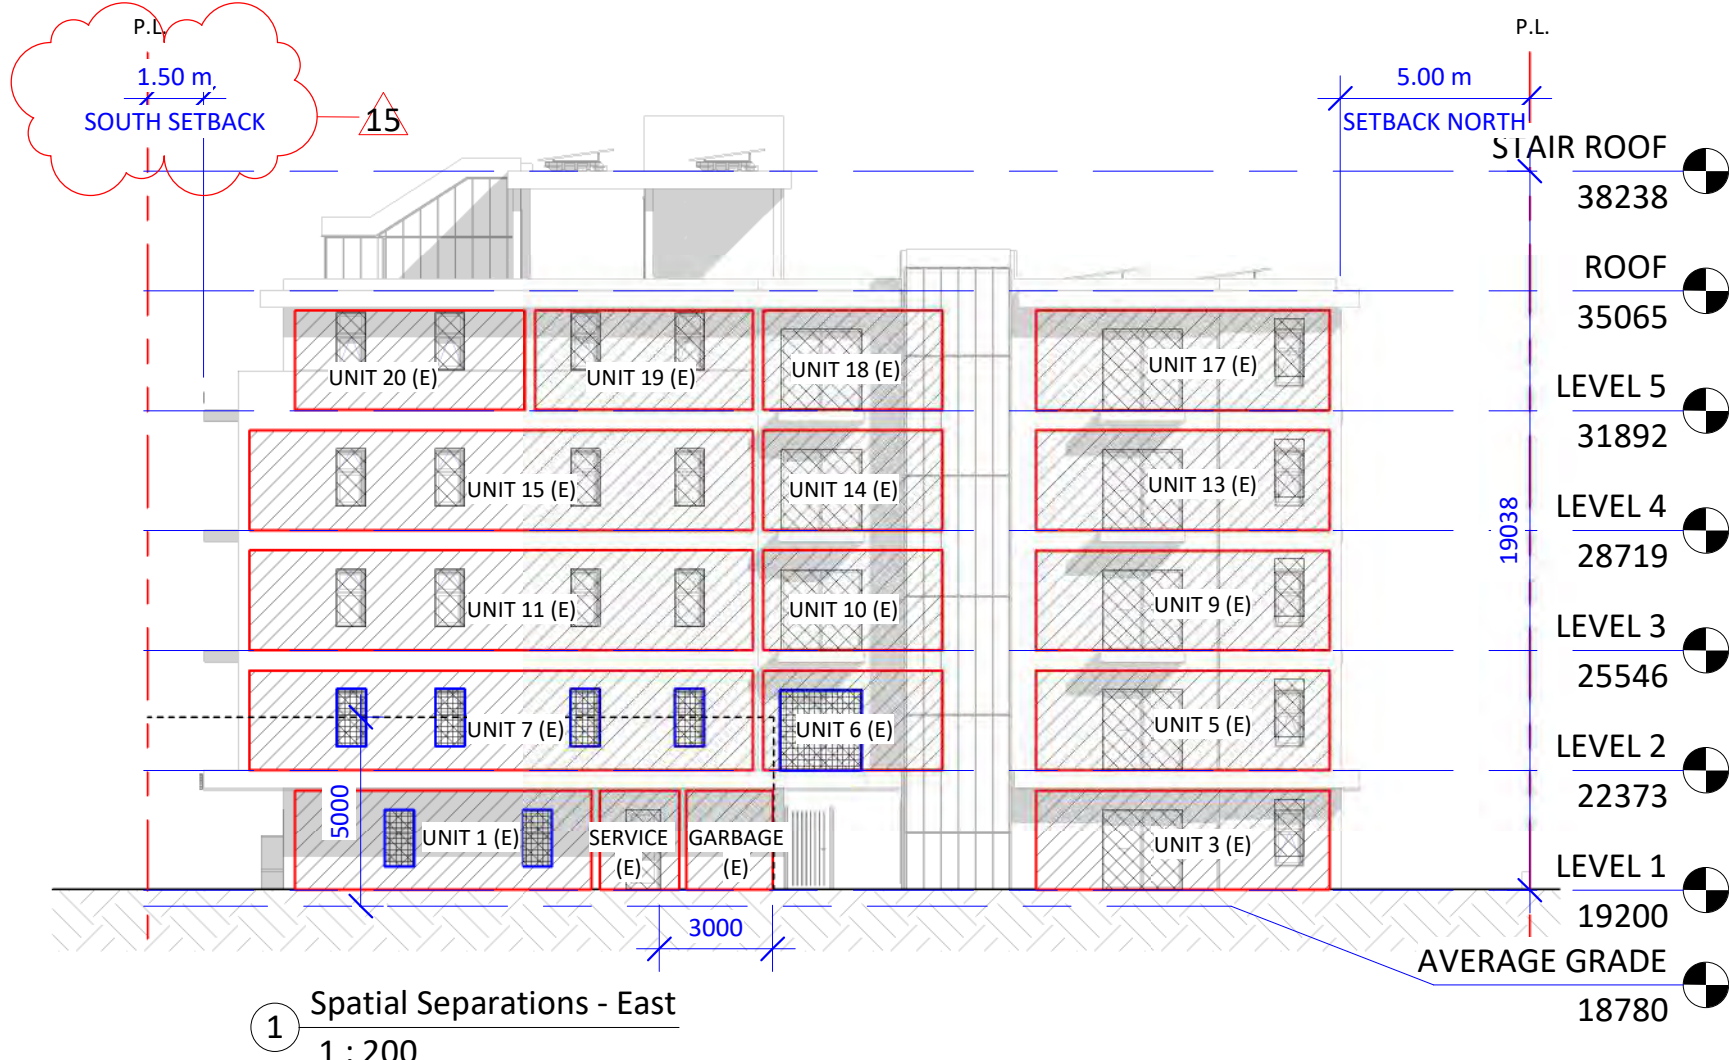 P.L.
P.L.
1.50 m
5.00 m
SOUTH SETBACK
15
SETBACK NORTH
STAIR ROOF
38238
ROOF
35065
UNIT 20 (E)
UNIT 19 (E)
UNIT 18 (E)
UNIT 17 (E)
LEVEL 5
31892
UNIT 15 (E)
UNIT 14 (E)
UNIT 13 (E)
LEVEL 4
28719
19038
UNIT 11 (E)
UNIT 10 (E)
UNIT 9 (E)
LEVEL 3
25546
UNIT 7 (E)
UNIT 6 (E)
UNIT 5 (E)
LEVEL 2
22373
5000
UNIT 1 (E)
SERVICE
(E)
GARBAGE
(E)
UNIT 3 (E)
LEVEL 1
19200
3000
AVERAGE GRADE
18780
1
Spatial Separations - East
1 : 200